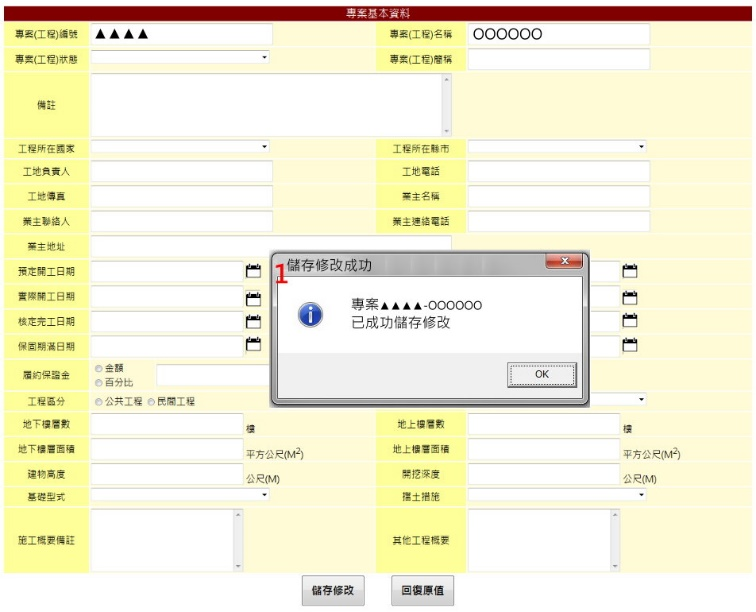 專案基本資料
專案(工程)編號 ▲▲▲▲ 專案(工程)名稱 OOOOOO
專案(工程)狀態 專案(工程)簡稱
備註
工程所在國家 工程所在縣市
工地負責人 工地電話
工地傳真 業主名稱
業主聯絡人 業主連絡電話
業主地址
預定開工日期
實際開工日期
核定完工日期
保固期滿日期
1 儲存修改成功
專案▲▲▲▲-OOOOOO
已成功儲存修改
OK
履約保證金 金額
百分比
工程區分 公共工程 民間工程
地下樓層數 樓 地上樓層數 樓
地下樓層面積 平方公尺(M²) 地上樓層面積 平方公尺(M²)
建物高度 公尺(M) 開挖深度 公尺(M)
基礎型式 擋土措施
施工概要備註 其他工程概要
儲存修改 回復原值